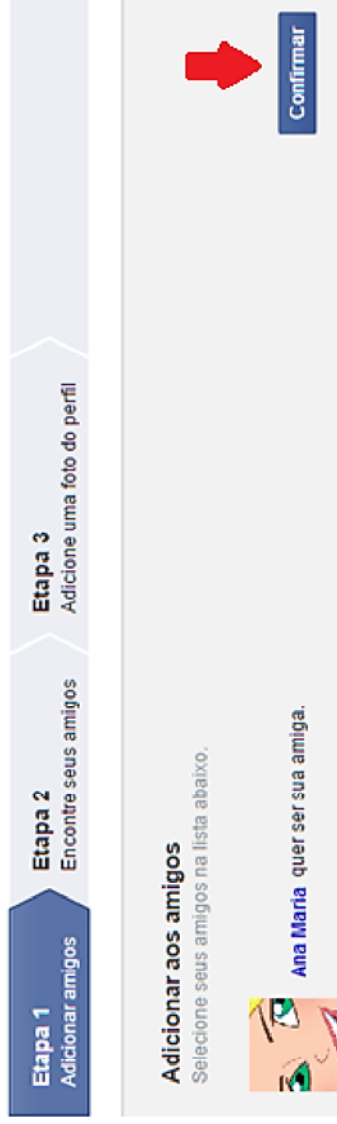 Etapa 1
Adicionar amigos
Etapa 2
Encontre seus amigos
Etapa 3
Adicione uma foto do perfil
Adicionar aos amigos
Selecione seus amigos na lista abaixo.
Ana Maria quer ser sua amiga.
Confirmar